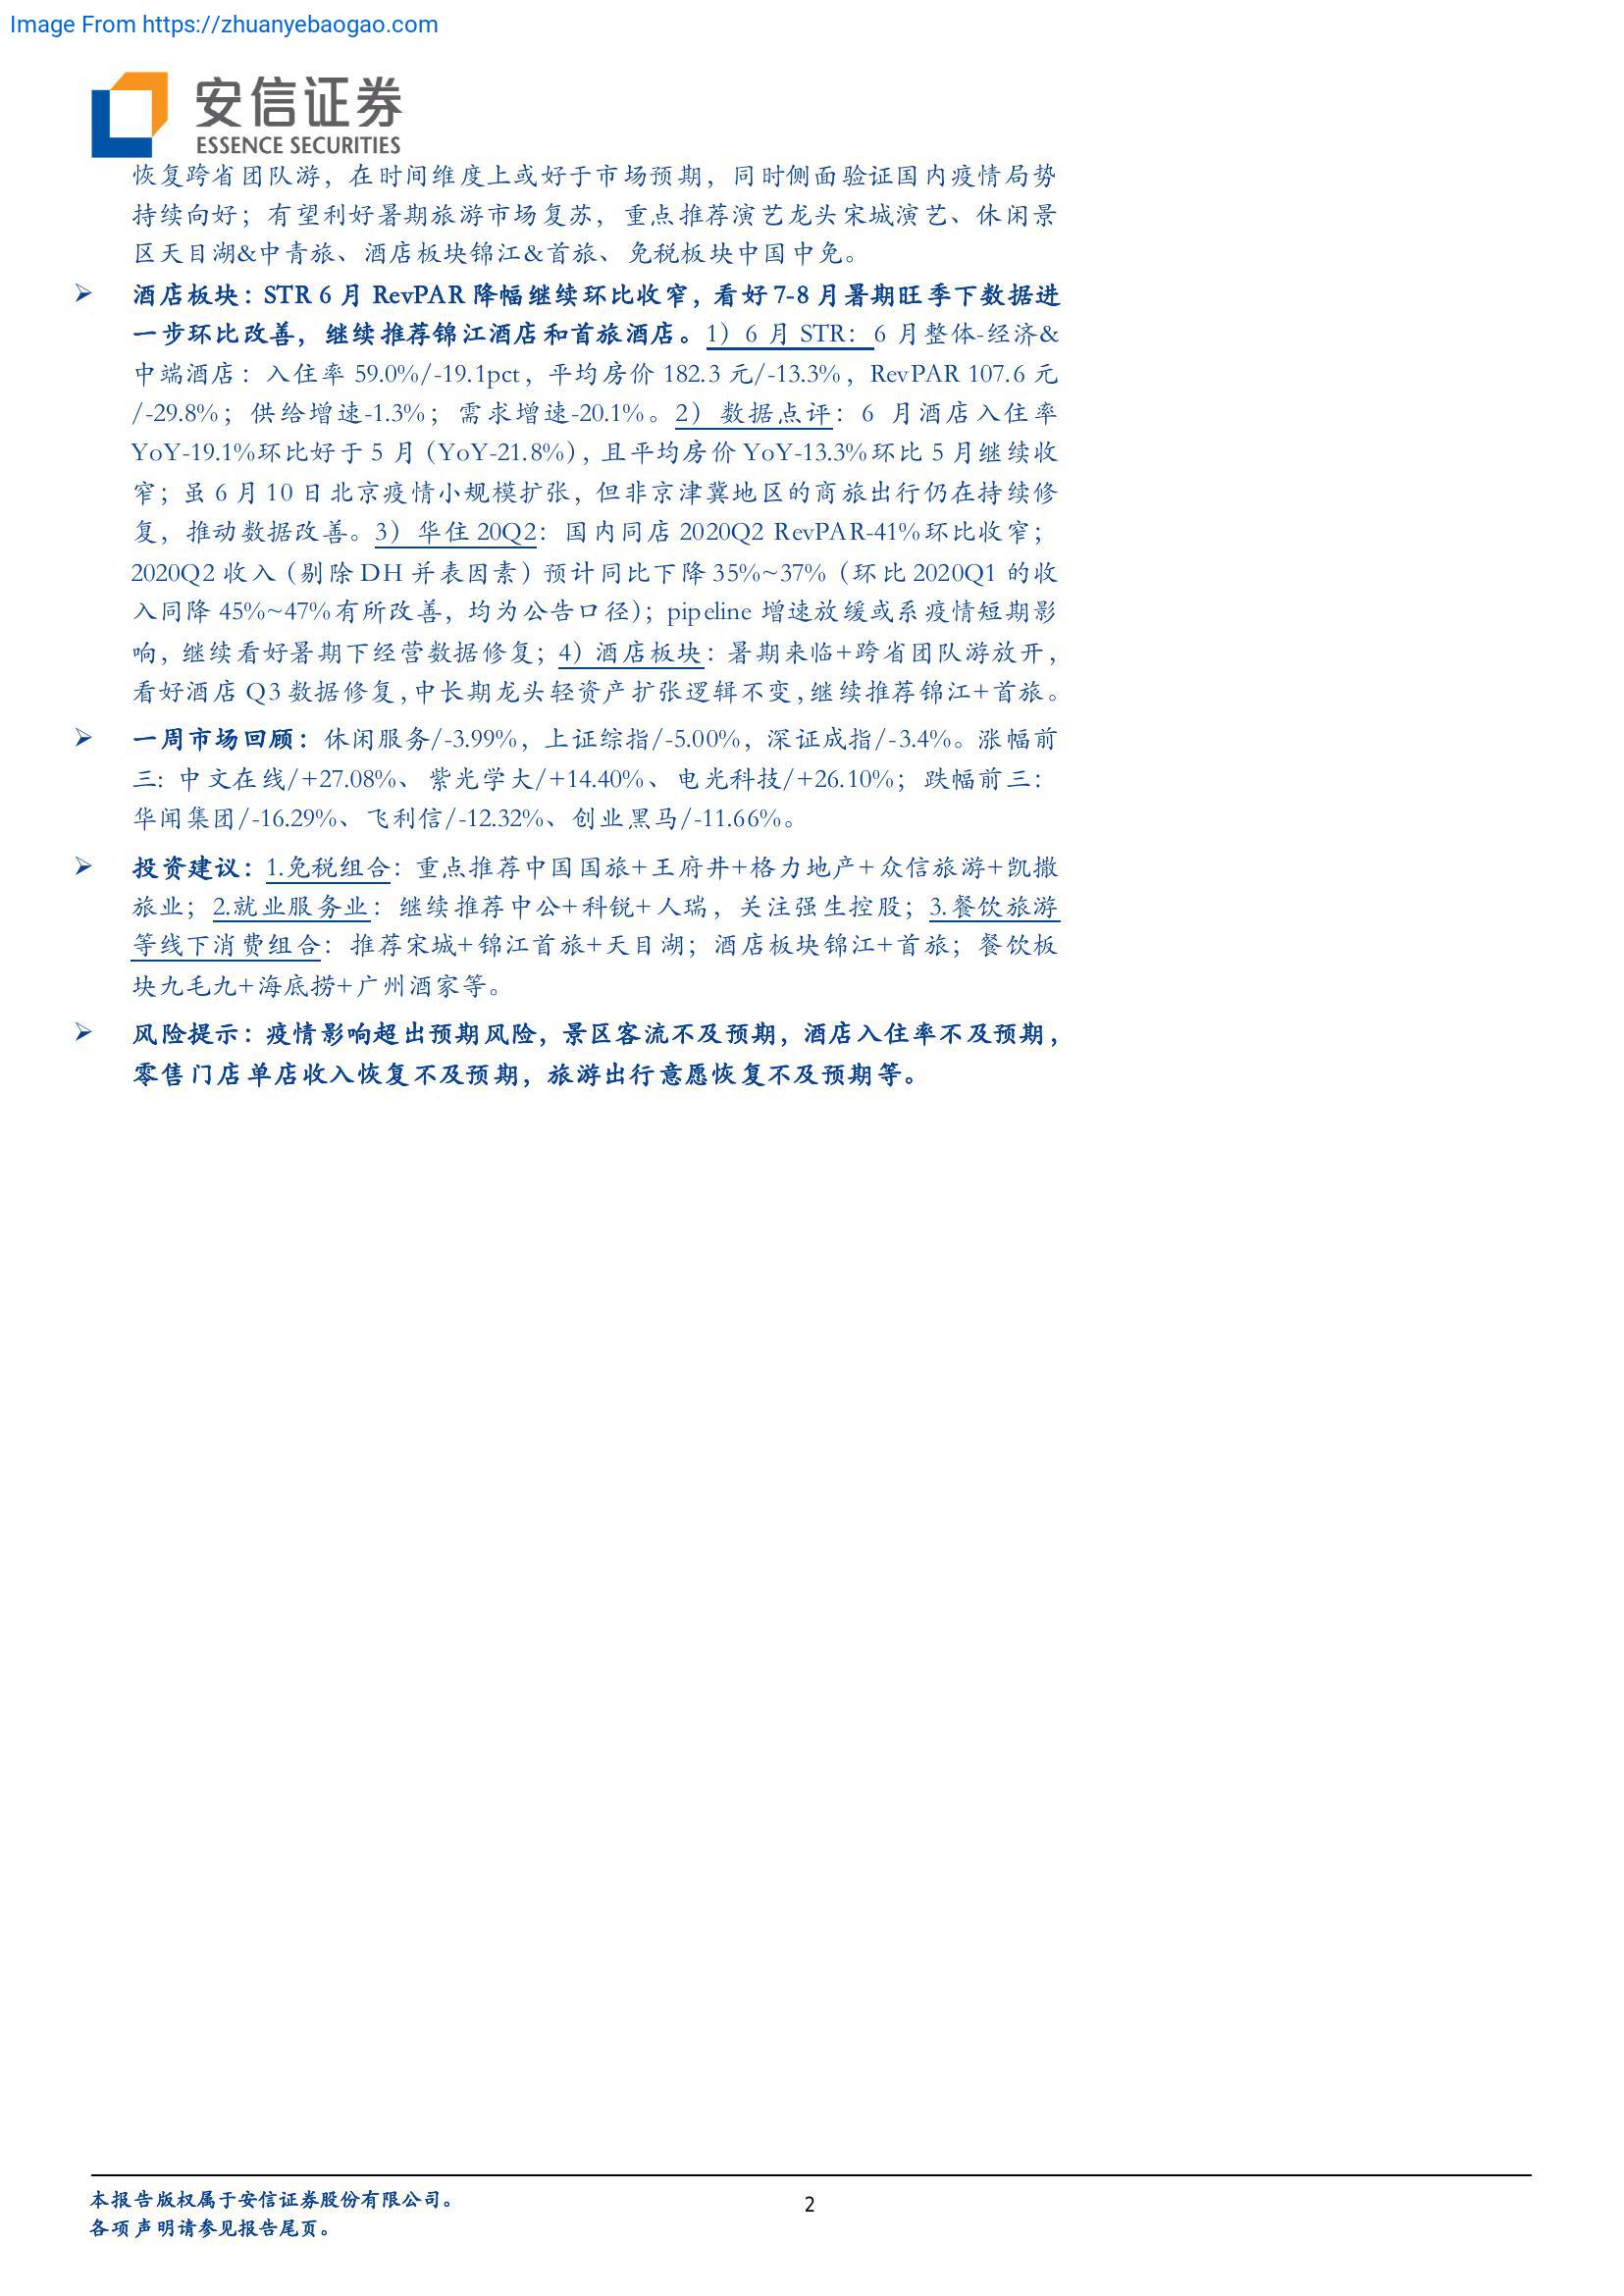 Image From https://zhuanyebaogao.com
安信证券
ESSENCE SECURITIES
恢复跨省团队游，在时间维度上或好于市场预期，同时侧面验证国内疫情局势
持续向好；有望利好暑期旅游市场复苏，重点推荐演艺龙头宋城演艺、休闲景
区天目湖&中青旅、酒店板块锦江&首旅、免税板块中国中免。
➢ 酒店板块：STR 6 月 RevPAR 降幅继续环比收窄，看好 7-8 月暑期旺季下数据进
一步环比改善，继续推荐锦江酒店和首旅酒店。1）6 月 STR：6 月整体-经济&
中端酒店：入住率 59.0%/-19.1pct，平均房价 182.3 元/-13.3%，RevPAR 107.6 元
/-29.8%；供给增速-1.3%；需求增速-20.1%。2）数据点评：6 月酒店入住率
YoY-19.1%环比好于 5 月（YoY-21.8%），且平均房价 YoY-13.3%环比 5 月继续收
窄；虽 6 月 10 日北京疫情小规模扩张，但非京津冀地区的商旅出行仍在持续修
复，推动数据改善。3）华住 20Q2：国内同店 2020Q2 RevPAR-41%环比收窄；
2020Q2 收入（剔除 DH 并表因素）预计同比下降 35%~37%（环比 2020Q1 的收
入同降 45%~47%有所改善，均为公告口径）；pipeline 增速放缓或系疫情短期影
响，继续看好暑期下经营数据修复；4）酒店板块：暑期来临+跨省团队游放开，
看好酒店 Q3 数据修复，中长期龙头轻资产扩张逻辑不变，继续推荐锦江+首旅。
➢ 一周市场回顾：休闲服务/-3.99%，上证综指/-5.00%，深证成指/-3.4%。涨幅前
三：中文在线/+27.08%、紫光学大/+14.40%、电光科技/+26.10%；跌幅前三：
华闻集团/-16.29%、飞利信/-12.32%、创业黑马/-11.66%。
➢ 投资建议：1.免税组合：重点推荐中国国旅+王府井+格力地产+众信旅游+凯撒
旅业；2.就业服务业：继续推荐中公+科锐+人瑞，关注强生控股；3.餐饮旅游
等线下消费组合：推荐宋城+锦江首旅+天目湖；酒店板块锦江+首旅；餐饮板
块九毛九+海底捞+广州酒家等。
➢ 风险提示：疫情影响超出预期风险，景区客流不及预期，酒店入住率不及预期，
零售门店单店收入恢复不及预期，旅游出行意愿恢复不及预期等。
本报告版权属于安信证券股份有限公司。
2
各项声明请参见报告尾页。